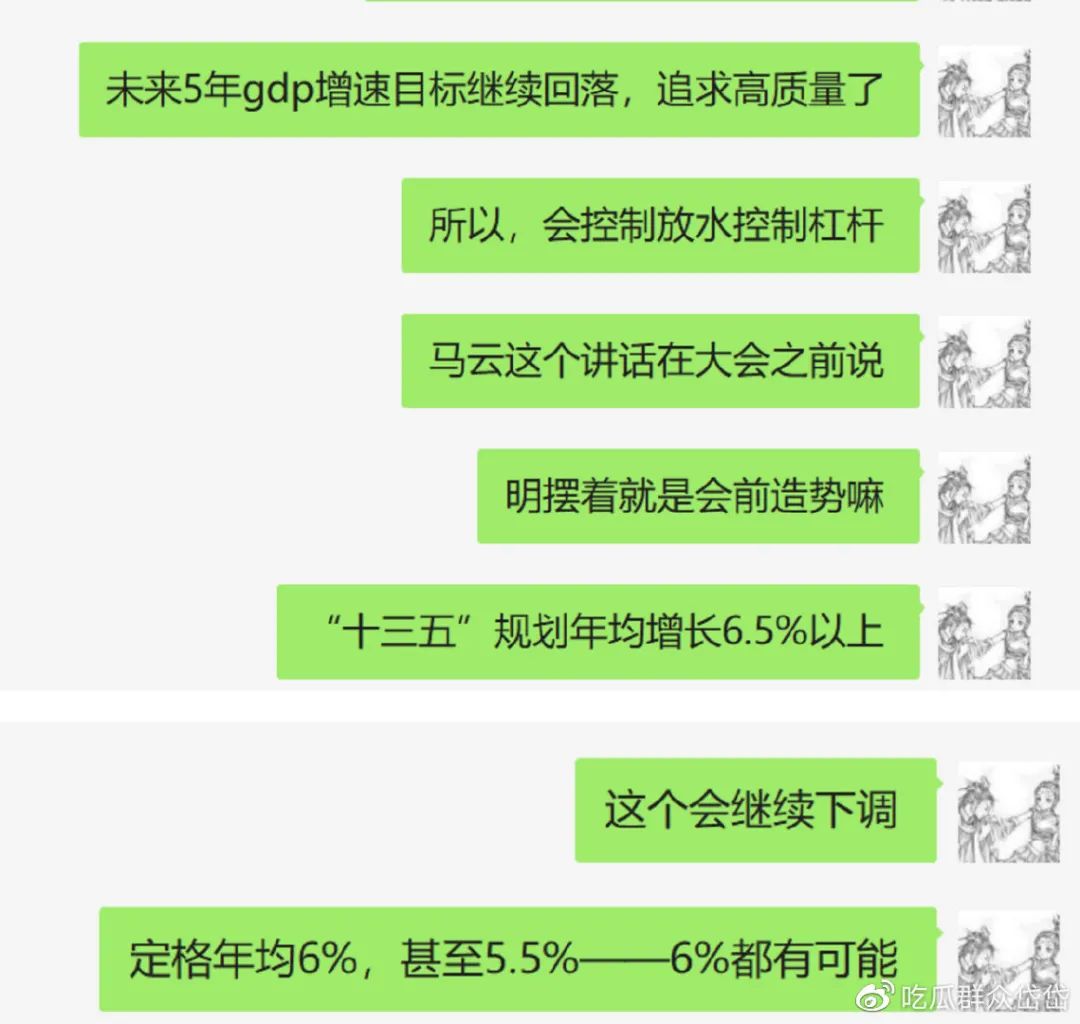 未来5年gdp增速目标继续回落，追求高质量了
所以，会控制放水控制杠杆
马云这个讲话在大会之前说
明摆着就是会前造势嘛
“十三五”规划年均增长6.5%以上
这个会继续下调
定格年均6%，甚至5.5%——6%都有可能
吃瓜群众岱岱